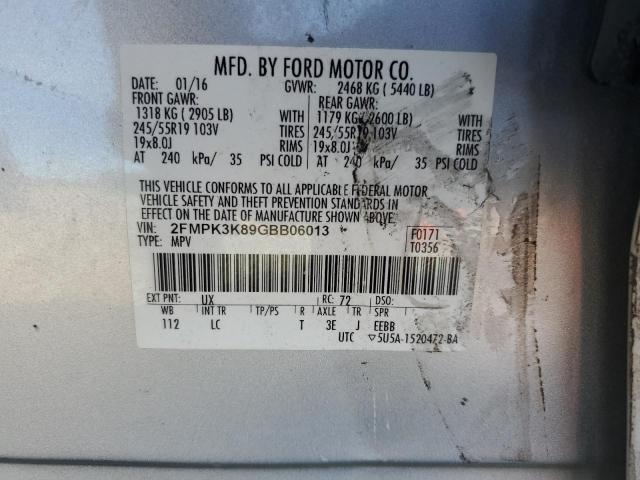 MFD. BY FORD MOTOR CO.
DATE: 01/16 GVWR: 2468 KG ( 5440 LB)
FRONT GAWR: REAR GAWR:
1318 KG ( 2905 LB) WITH 1179 KG ( 2600 LB) WITH
245/55R19 103V TIRES 245/55R19 103V TIRES
19x8.0J RIMS 19x8.0J RIMS
AT 240 kPa/ 35 PSI COLD AT 240 kPa/ 35 PSI COLD
THIS VEHICLE CONFORMS TO ALL APPLICABLE FEDERAL MOTOR
VEHICLE SAFETY AND THEFT PREVENTION STANDARDS IN
EFFECT ON THE DATE OF MANUFACTURE SHOWN ABOVE.
VIN: 2FMPK3K89GBB06013 F0171
TYPE: MPV T0356
EXT PNT: UX RC: 72 DSO:
WB INT TR TP/PS R AXLE TR SPR
112 LC T 3E J EEBB
UTC ▽5U5A-1520472-BA